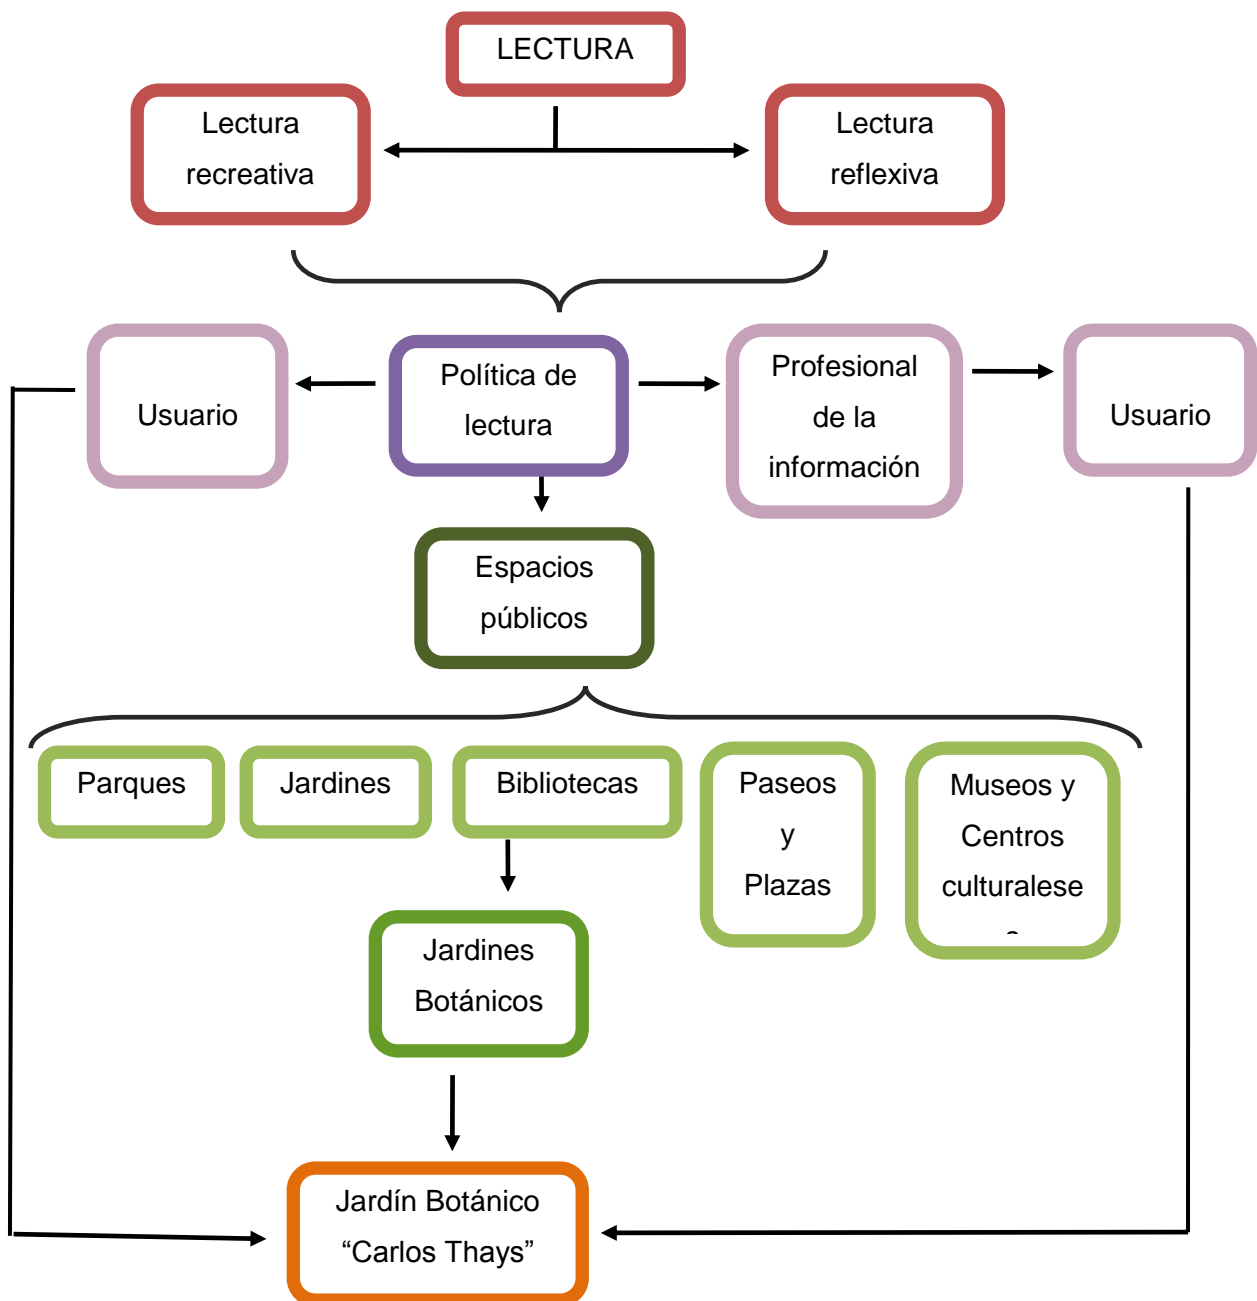 LECTURA
Lectura
recreativa
Lectura
reflexiva
Usuario
Política de
lectura
Profesional
de la
información
Usuario
Espacios
públicos
Parques
Jardines
Bibliotecas
Paseos
y
Plazas
Museos y
Centros
culturalese
Jardines
Botánicos
Jardín Botánico
“Carlos Thays”